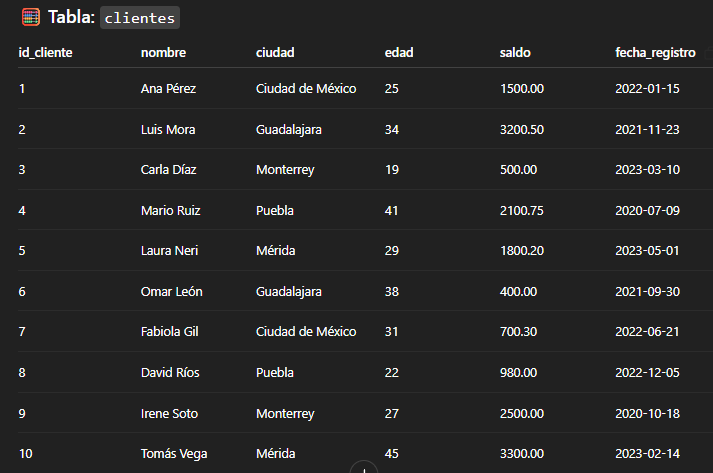 Tabla: clientes
id_cliente nombre ciudad edad saldo fecha_registro
1 Ana Pérez Ciudad de México 25 1500.00 2022-01-15
2 Luis Mora Guadalajara 34 3200.50 2021-11-23
3 Carla Díaz Monterrey 19 500.00 2023-03-10
4 Mario Ruiz Puebla 41 2100.75 2020-07-09
5 Laura Neri Mérida 29 1800.20 2023-05-01
6 Omar León Guadalajara 38 400.00 2021-09-30
7 Fabiola Gil Ciudad de México 31 700.30 2022-06-21
8 David Ríos Puebla 22 980.00 2022-12-05
9 Irene Soto Monterrey 27 2500.00 2020-10-18
10 Tomás Vega Mérida 45 3300.00 2023-02-14